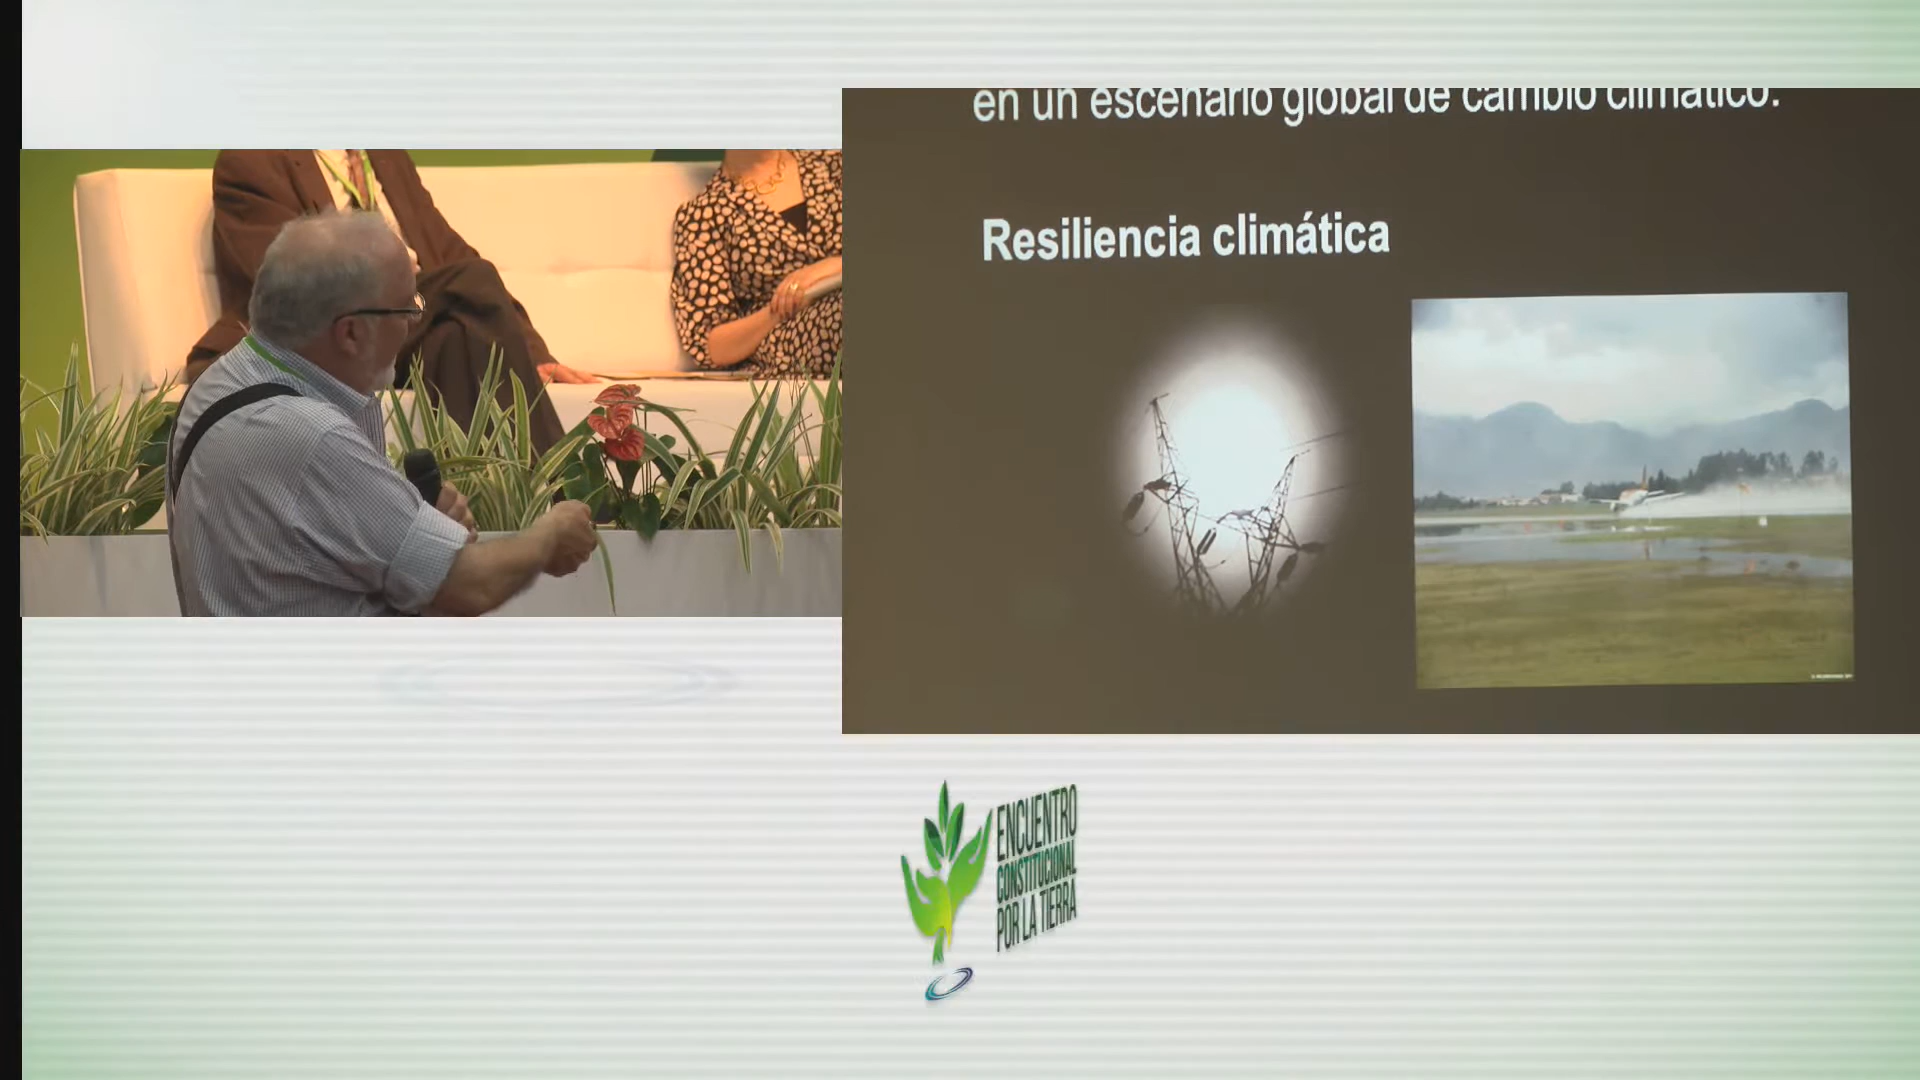 en un escenario global de cambio climático.
Resiliencia climática
ENCUENTRO
CONSTITUCIONAL
POR LA TIERRA